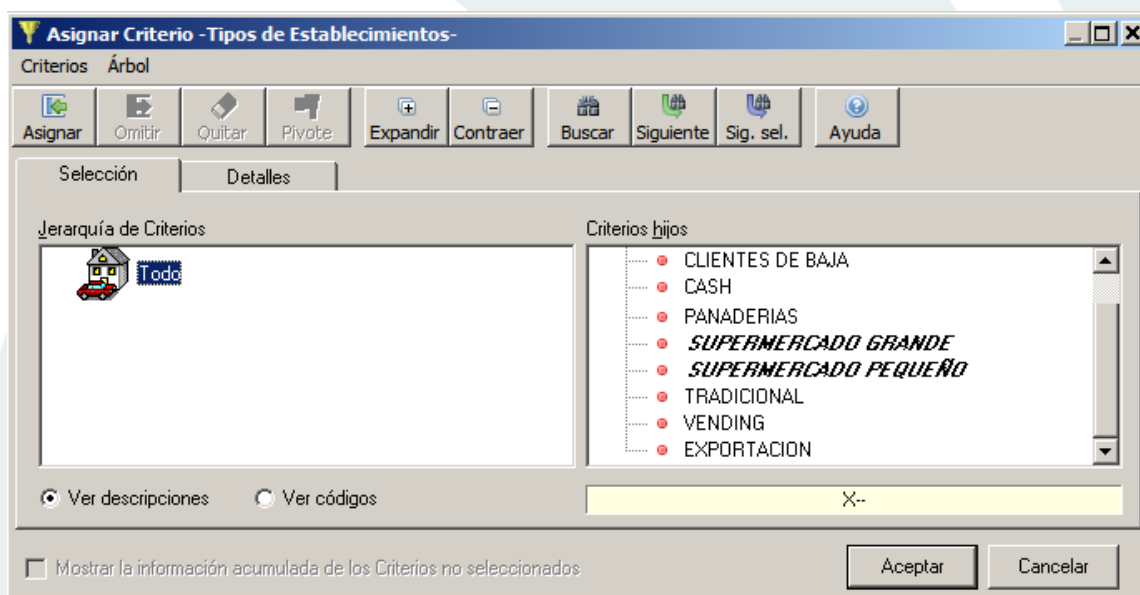 Asignar Criterio -Tipos de Establecimientos-
Criterios Árbol
Asignar Omitir Quitar Pivote Expandir Contraer Buscar Siguiente Sig. sel. Ayuda
Selección Detalles
Jerarquía de Criterios
Todo
Criterios hijos
CLIENTES DE BAJA
CASH
PANADERIAS
SUPERMERCADO GRANDE
SUPERMERCADO PEQUEÑO
TRADICIONAL
VENDING
EXPORTACION
Ver descripciones Ver códigos
X--
Mostrar la información acumulada de los Criterios no seleccionados
Aceptar Cancelar